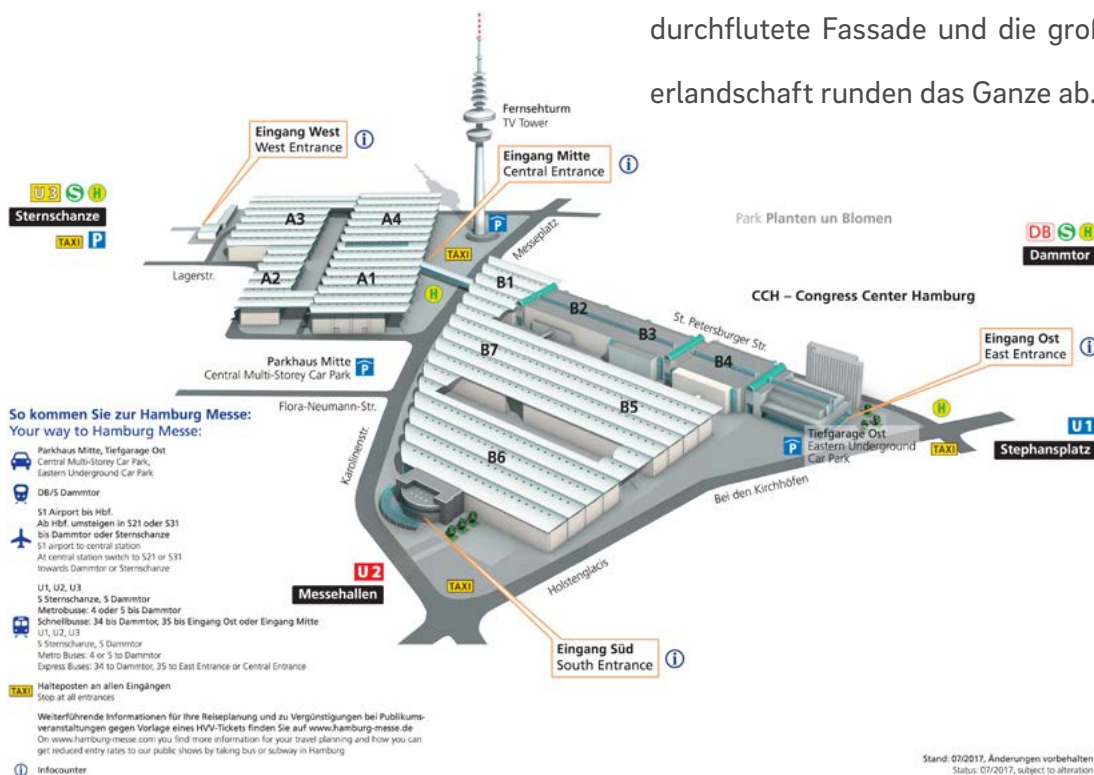 durchflutete Fassade und die groß
erlandschaft runden das Ganze ab.
Fernsehturm
TV Tower
Eingang West
West Entrance
Eingang Mitte
Central Entrance
U3 S H
Sternschanze
TAXI P
A3
A4
P
Messeplatz
TAXI
Park Planten un Blomen
DB S H
Dammtor
Lagerstr.
A2
A1
H
B1
B2
B3
B4
CCH – Congress Center Hamburg
St. Petersburger Str.
Eingang Ost
East Entrance
B7
Parkhaus Mitte
Central Multi-Storey Car Park
P
Flora-Neumann-Str.
B5
H
U1
Stephansplatz
TAXI
P
Tiefgarage Ost
Eastern Underground
Car Park
Karolinenstr.
B6
Bei den Kirchhöfen
So kommen Sie zur Hamburg Messe:
Your way to Hamburg Messe:
Parkhaus Mitte, Tiefgarage Ost
Central Multi-Storey Car Park,
Eastern Underground Car Park
DB/S Dammtor
S1 Airport bis Hbf.
Ab Hbf. umsteigen in S21 oder S31
bis Dammtor oder Sternschanze
S1 airport to central station
At central station switch to S21 or S31
towards Dammtor or Sternschanze
U1, U2, U3
S Sternschanze, S Dammtor
Metrobusse: 4 oder 5 bis Dammtor
Schnellbusse: 34 bis Dammtor, 35 bis Eingang Ost oder Eingang Mitte
U1, U2, U3
S Sternschanze, S Dammtor
Metro Buses: 4 or 5 to Dammtor
Express Buses: 34 to Dammtor, 35 to East Entrance or Central Entrance
TAXI Halteposten an allen Eingängen
Stop at all entrances
Weiterführende Informationen für Ihre Reiseplanung und zu Vergünstigungen bei Publikums-
veranstaltungen gegen Vorlage eines HVV-Tickets finden Sie auf www.hamburg-messe.de
On www.hamburg-messe.com you find more information for your travel planning and how you can
get reduced entry rates to our public shows by taking bus or subway in Hamburg
i Infocounter
U2
Messehallen
TAXI
Holstenglacis
Eingang Süd
South Entrance
Stand: 07/2017, Änderungen vorbehalten
Status: 07/2017, subject to alteration